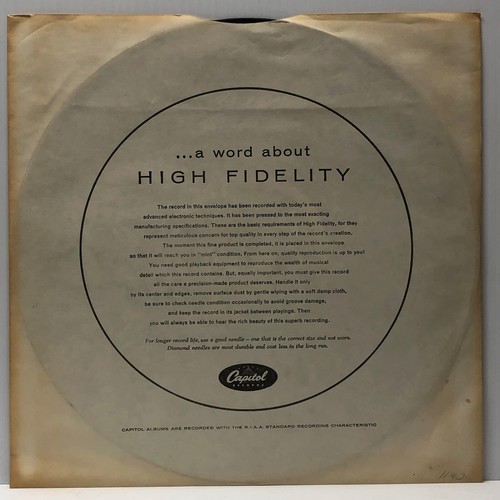 ...a word about
HIGH FIDELITY
The record in this envelope has been recorded with today's most
advanced electronic techniques. It has been pressed to the most exacting
manufacturing specifications. These are the basic requirements of High Fidelity, for they
represent meticulous concern for top quality in every step of the record's creation.
The moment this fine product is completed, it is placed in this envelope
so that it will reach you in "mint" condition. From here on, quality reproduction is up to you!
You need good playback equipment to reproduce the wealth of musical
detail which this record contains. But, equally important, you must give this record
all the care a precision-made product deserves. Handle it only
by its center and edges, remove surface dust by gentle wiping with a soft damp cloth,
be sure to check needle condition occasionally to avoid groove damage,
and keep the record in its jacket between playings. Then
you will always be able to hear the rich beauty of this superb recording.
For longer record life, use a good needle—one that is the correct size and not worn.
Diamond needles are most durable and cost less in the long run.
Capitol
RECORDS
CAPITOL ALBUMS ARE RECORDED WITH THE R.I.A.A. STANDARD RECORDING CHARACTERISTIC